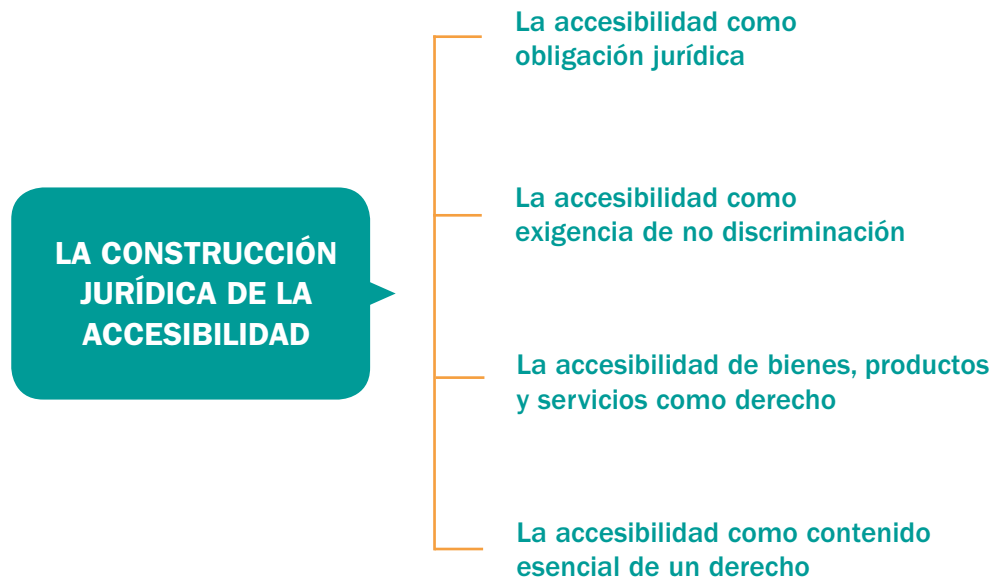 La accesibilidad como
obligación jurídica
La accesibilidad como
exigencia de no discriminación
LA CONSTRUCCIÓN
JURÍDICA DE LA
ACCESIBILIDAD
La accesibilidad de bienes, productos
y servicios como derecho
La accesibilidad como contenido
esencial de un derecho